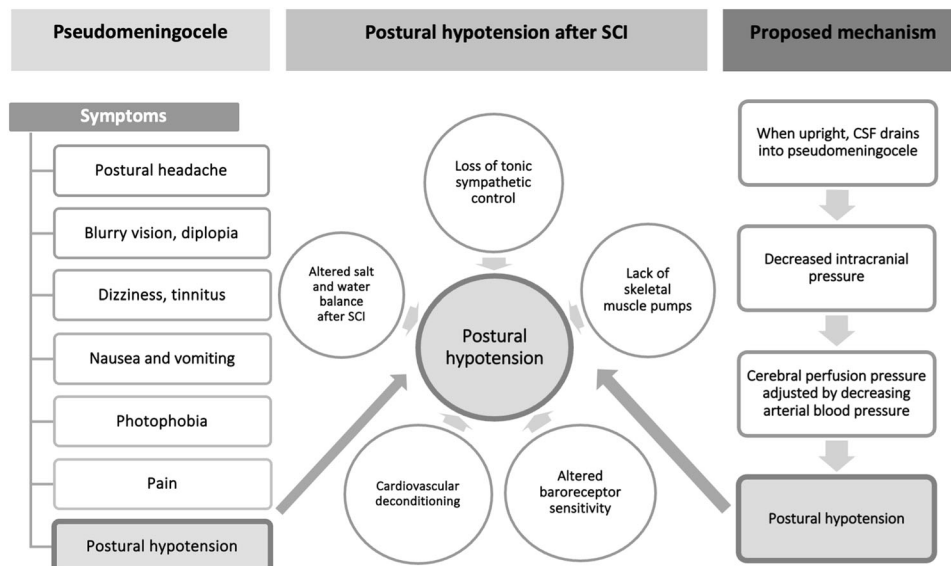 Pseudomeningocele
Postural hypotension after SCI
Proposed mechanism
Symptoms
Postural headache
Blurry vision, diplopia
Dizziness, tinnitus
Nausea and vomiting
Photophobia
Pain
Postural hypotension
Loss of tonic
sympathetic
control
Altered salt
and water
balance
after SCI
Lack of
skeletal
muscle pumps
Postural
hypotension
Cardiovascular
deconditioning
Altered
baroreceptor
sensitivity
When upright, CSF drains
into pseudomeningocele
Decreased intracranial
pressure
Cerebral perfusion pressure
adjusted by decreasing
arterial blood pressure
Postural hypotension